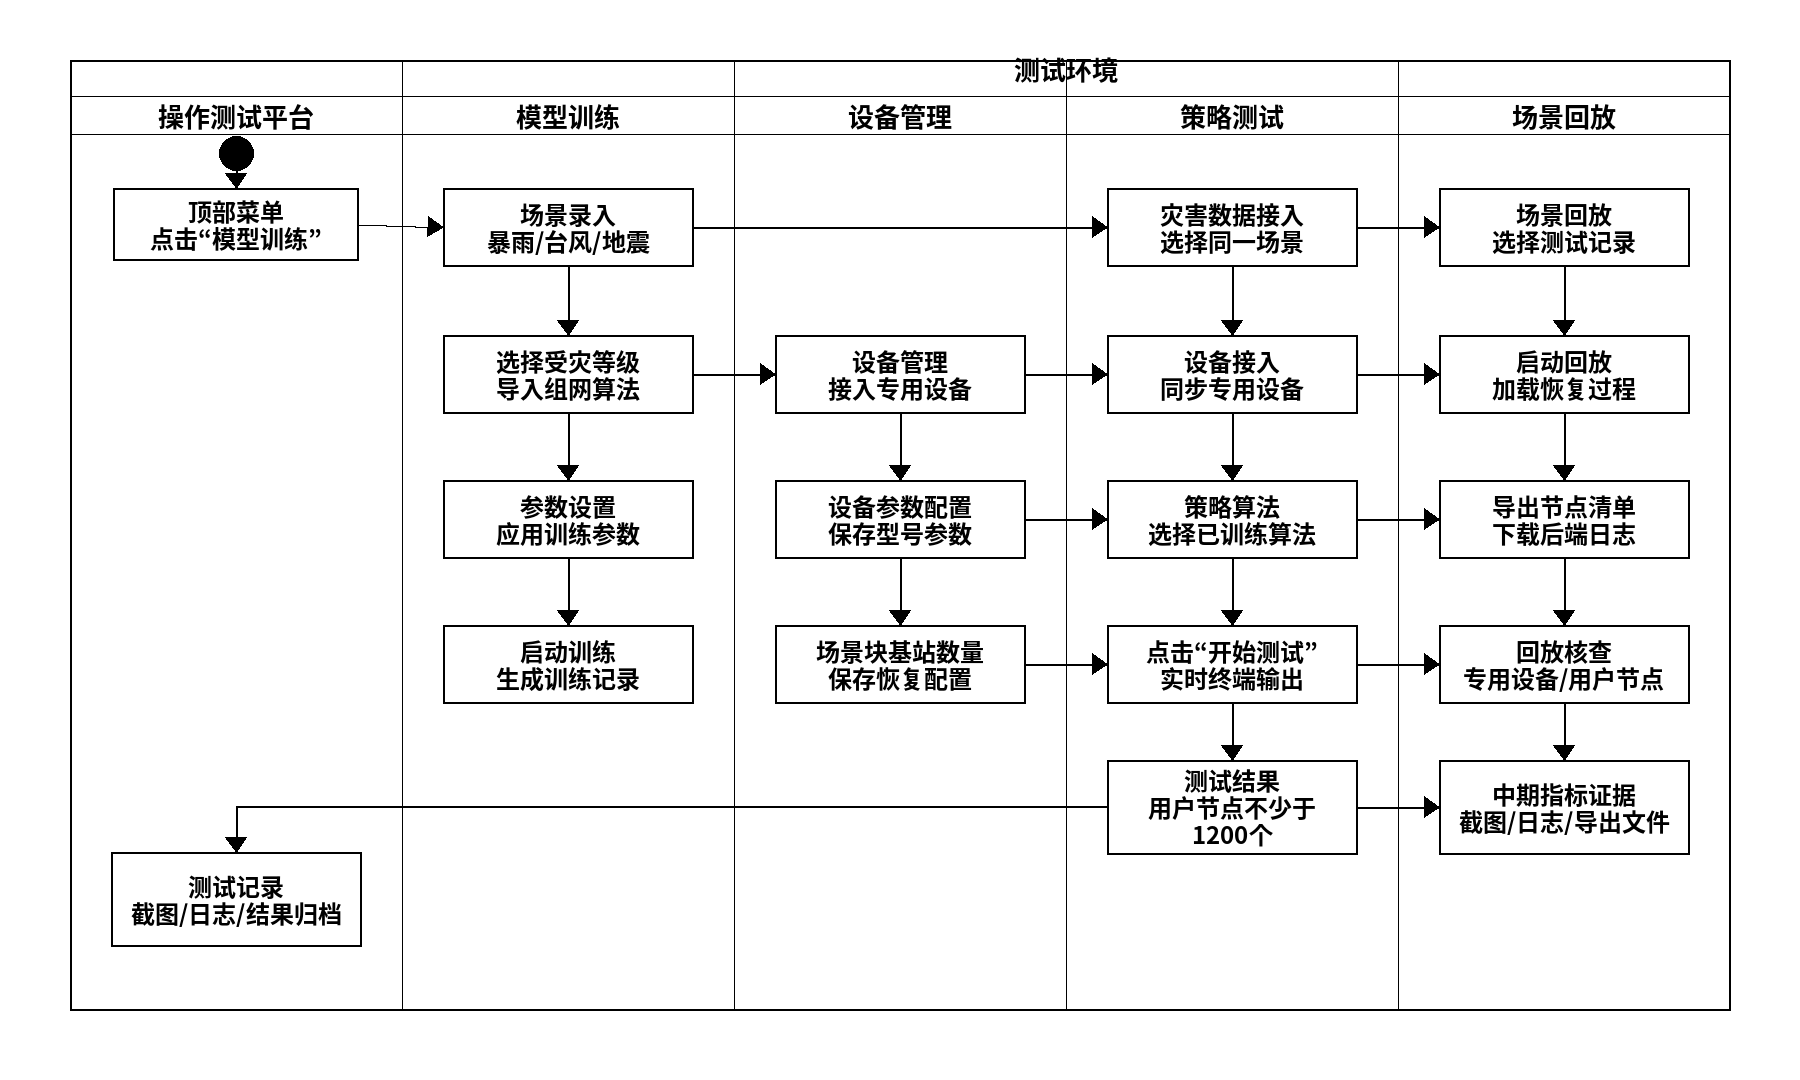 测试环境
操作测试平台
模型训练
设备管理
策略测试
场景回放
顶部菜单
点击“模型训练”
场景录入
暴雨/台风/地震
灾害数据接入
选择同一场景
场景回放
选择测试记录
选择受灾等级
导入组网算法
设备管理
接入专用设备
设备接入
同步专用设备
启动回放
加载恢复过程
参数设置
应用训练参数
设备参数配置
保存型号参数
策略算法
选择已训练算法
导出节点清单
下载后端日志
启动训练
生成训练记录
场景块基站数量
保存恢复配置
点击“开始测试”
实时终端输出
回放核查
专用设备/用户节点
测试结果
用户节点不少于
1200个
中期指标证据
截图/日志/导出文件
测试记录
截图/日志/结果归档